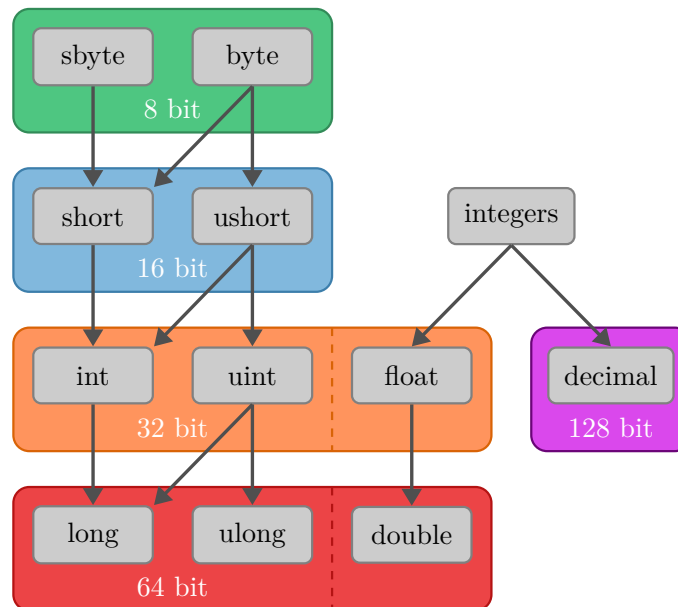 sbyte byte
8 bit
short ushort integers
16 bit
int uint float decimal
32 bit 128 bit
long ulong double
64 bit